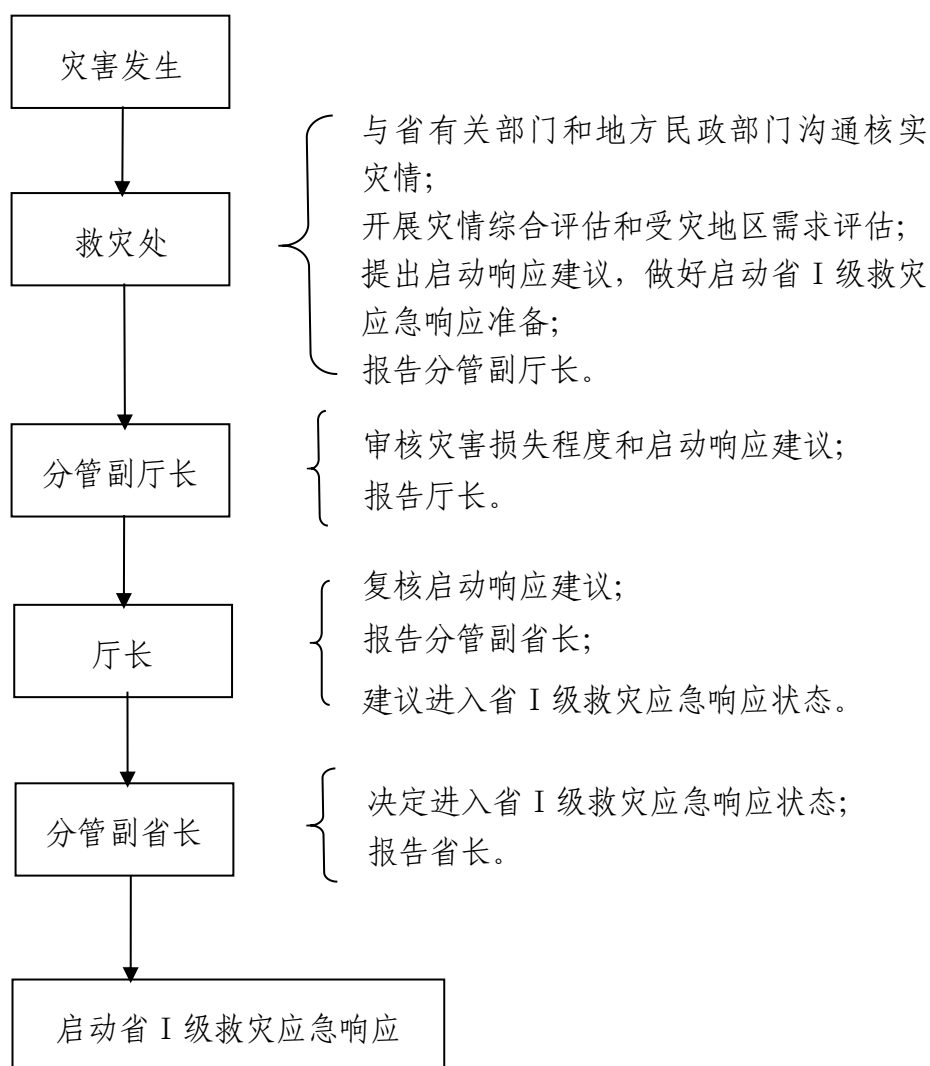 灾害发生
与省有关部门和地方民政部门沟通核实
灾情；
救灾处
开展灾情综合评估和受灾地区需求评估；
提出启动响应建议，做好启动省Ⅰ级救灾
应急响应准备；
报告分管副厅长。
分管副厅长
审核灾害损失程度和启动响应建议；
报告厅长。
厅长
复核启动响应建议；
报告分管副省长；
建议进入省Ⅰ级救灾应急响应状态。
分管副省长
决定进入省Ⅰ级救灾应急响应状态；
报告省长。
启动省Ⅰ级救灾应急响应